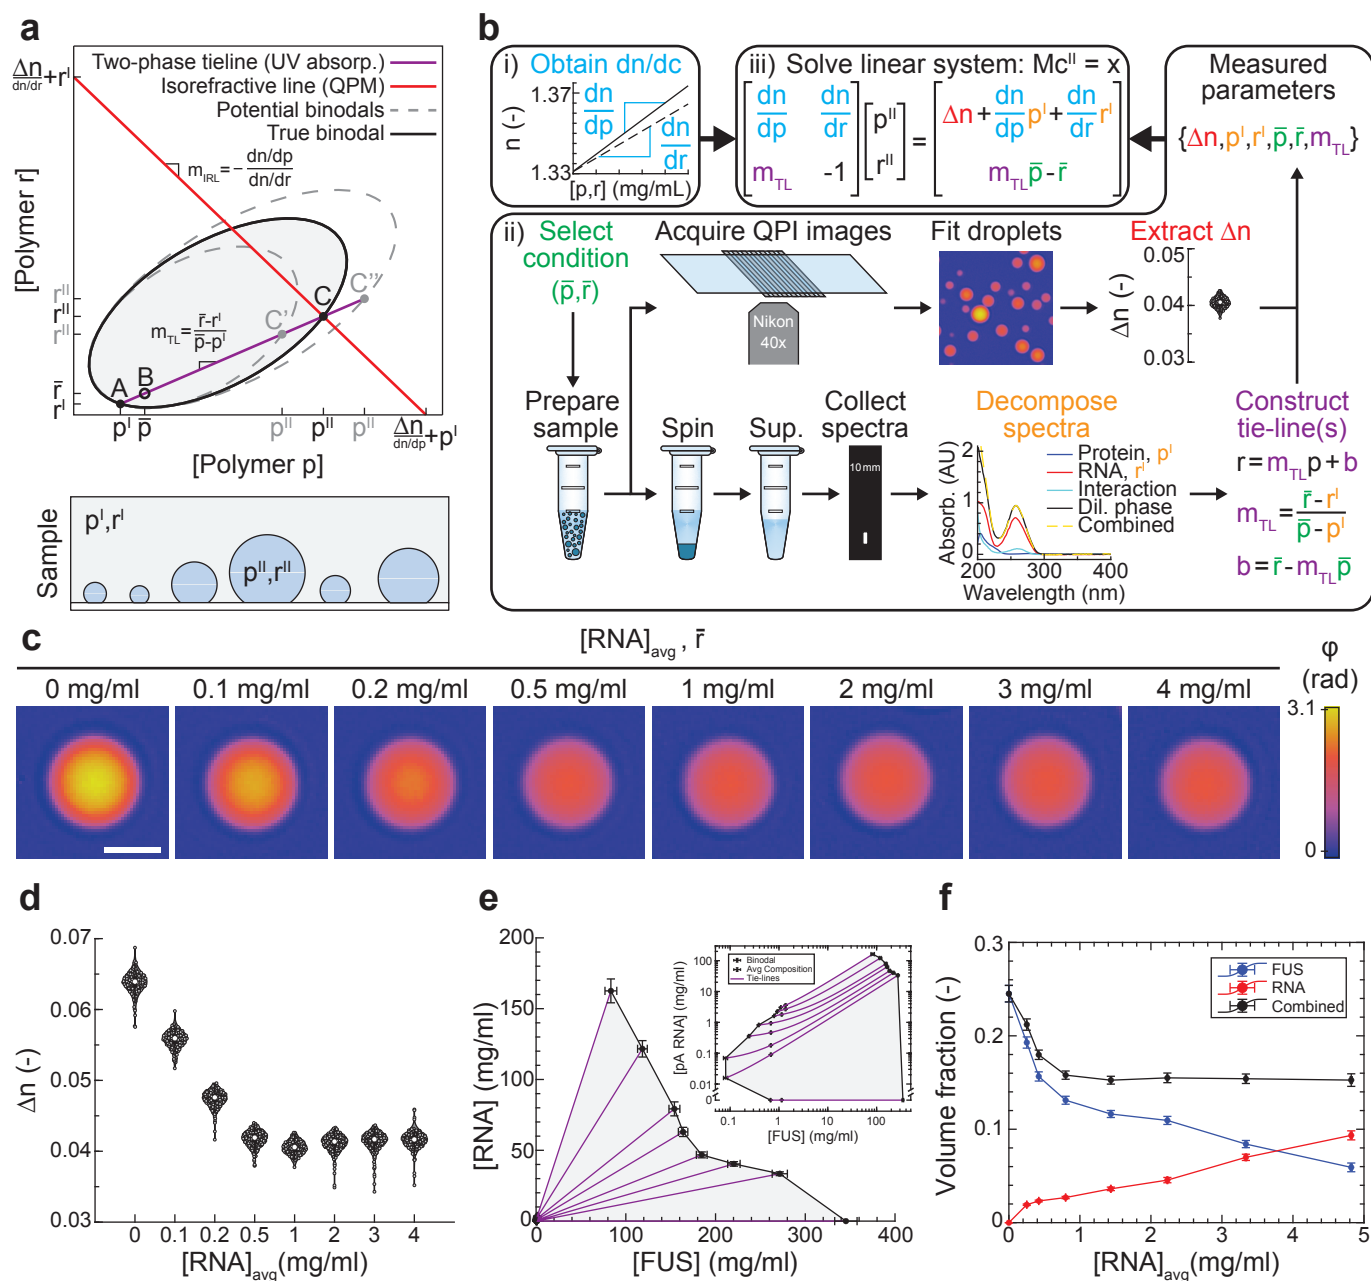 a
Two-phase tieline (UV absorp.)
Isorefractive line (QPM)
Potential binodals
True binodal
Δn
dn/dr
+r^I
m_IRL = - dn/dp
dn/dr
[Polymer r]
r^II
r^II
r^II
r̄
r^I
m_TL = r̄-r^I
p̄-p^I
A
B
C'
C
C''
p^I
p̄
p^II
p^II
p^II
Δn
dn/dp
+p^I
[Polymer p]
Sample
p^I,r^I
p^II,r^II
b
i)
Obtain dn/dc
1.37
n (-)
1.33
dn
dp
dn
dr
[p,r] (mg/mL)
iii) Solve linear system: Mc^II = x
dn
dp
dn
dr
m_TL
-1
p^II
r^II
=
Δn+ dn
dp
p^I+ dn
dr
r^I
m_TL p̄- r̄
Measured
parameters
{Δn,p^I,r^I,p̄,r̄,m_TL}
ii)
Select
condition
(p̄,r̄)
Acquire QPI images
Nikon
40x
Fit droplets
Extract Δn
0.05
0.04
0.03
Δn (-)
Prepare
sample
Spin
Sup.
Collect
spectra
10mm
Decompose
spectra
Protein, p^I
RNA, r^I
Interaction
Dil. phase
Combined
Absorb. (AU)
2
1
0
200
300
400
Wavelength (nm)
Construct
tie-line(s)
r=m_TL p+b
m_TL = r̄- r^I
p̄- p^I
b= r̄- m_TL p̄
c
[RNA]_avg , r̄
0 mg/ml
0.1 mg/ml
0.2 mg/ml
0.5 mg/ml
1 mg/ml
2 mg/ml
3 mg/ml
4 mg/ml
φ
(rad)
3.1
0
d
Δn (-)
0.07
0.06
0.05
0.04
0.03
0
0.1
0.2
0.5
1
2
3
4
[RNA]_avg (mg/ml)
e
[RNA] (mg/ml)
200
150
100
50
0
0
100
200
300
400
[FUS] (mg/ml)
Binodal
Avg Composition
Tie-lines
[pA RNA] (mg/ml)
100
10
1
0.1
0.01
0
0.1
1
10
100
[FUS] (mg/ml)
f
Volume fraction (-)
0.3
0.2
0.1
0
FUS
RNA
Combined
0
1
2
3
4
5
[RNA]_avg (mg/ml)